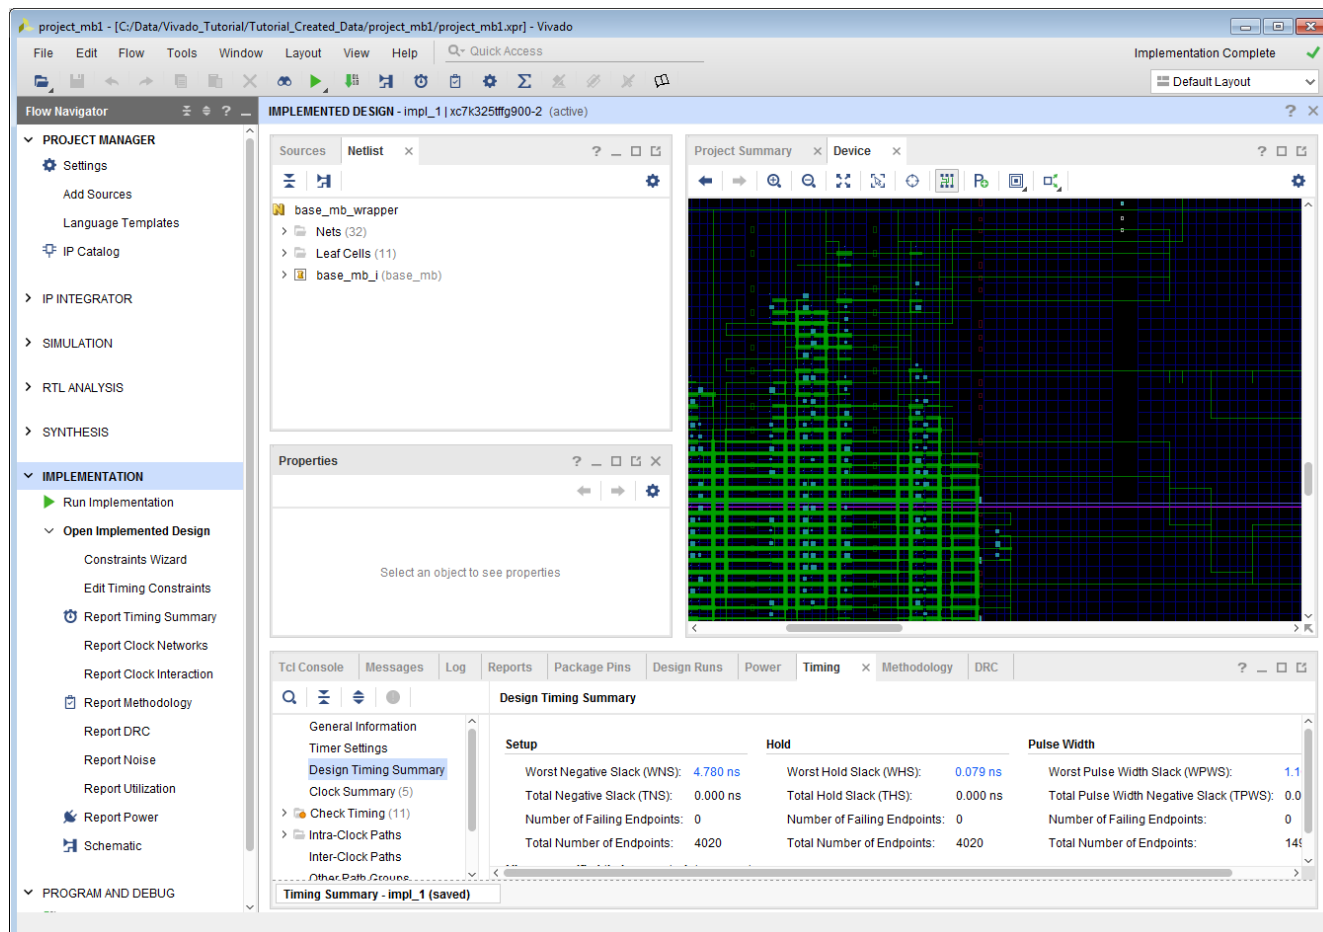 project_mb1 - [C:/Data/Vivado_Tutorial/Tutorial_Created_Data/project_mb1/project_mb1.xpr] - Vivado
File Edit Flow Tools Window Layout View Help Quick Access Implementation Complete
Default Layout
Flow Navigator
PROJECT MANAGER
Settings
Add Sources
Language Templates
IP Catalog
IP INTEGRATOR
SIMULATION
RTL ANALYSIS
SYNTHESIS
IMPLEMENTATION
Run Implementation
Open Implemented Design
Constraints Wizard
Edit Timing Constraints
Report Timing Summary
Report Clock Networks
Report Clock Interaction
Report Methodology
Report DRC
Report Noise
Report Utilization
Report Power
Schematic
PROGRAM AND DEBUG
IMPLEMENTED DESIGN - impl_1 | xc7k325tffg900-2 (active)
Sources Netlist
base_mb_wrapper
Nets (32)
Leaf Cells (11)
base_mb_i (base_mb)
Properties
Select an object to see properties
Project Summary Device
Tcl Console Messages Log Reports Package Pins Design Runs Power Timing Methodology DRC
General Information
Timer Settings
Design Timing Summary
Clock Summary (5)
Check Timing (11)
Intra-Clock Paths
Inter-Clock Paths
Other Path Groups
Design Timing Summary
Setup Hold Pulse Width
Worst Negative Slack (WNS): 4.780 ns Worst Hold Slack (WHS): 0.079 ns Worst Pulse Width Slack (WPWS): 1.1
Total Negative Slack (TNS): 0.000 ns Total Hold Slack (THS): 0.000 ns Total Pulse Width Negative Slack (TPWS): 0.0
Number of Failing Endpoints: 0 Number of Failing Endpoints: 0 Number of Failing Endpoints: 0
Total Number of Endpoints: 4020 Total Number of Endpoints: 4020 Total Number of Endpoints: 149
Timing Summary - impl_1 (saved)